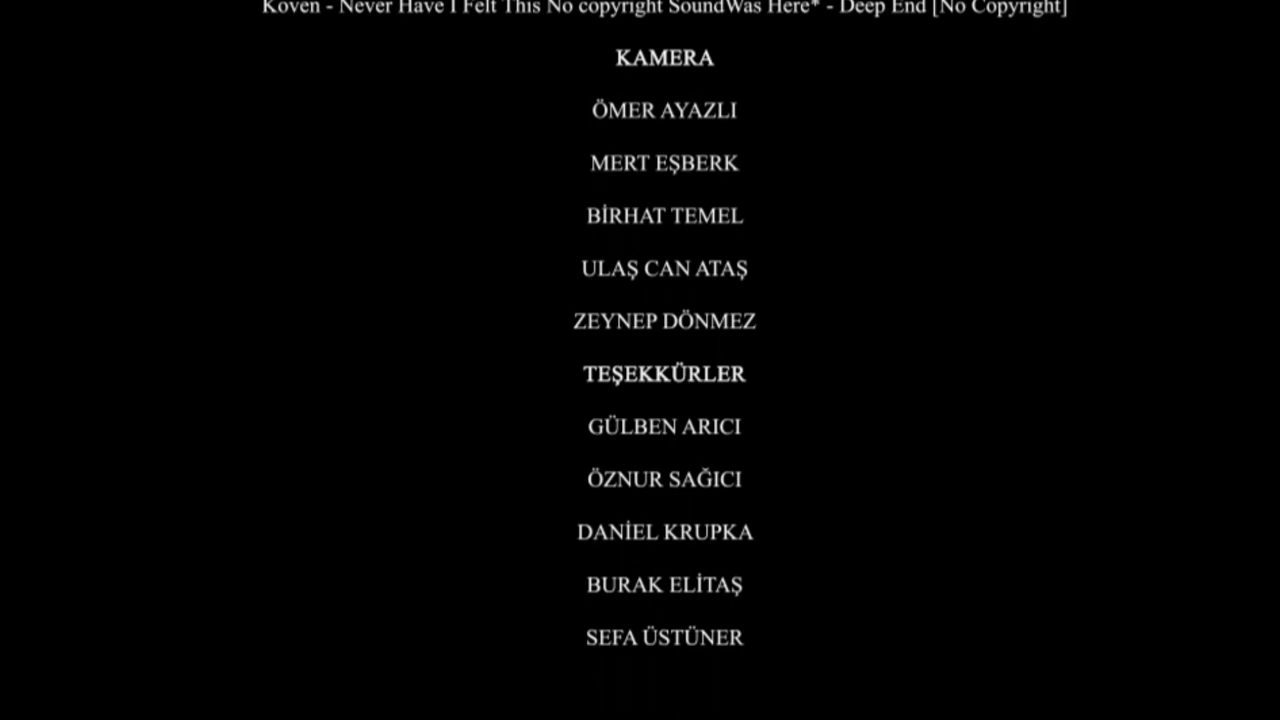 Koven - Never Have I Felt This No copyright SoundWas Here* - Deep End [No Copyright]
KAMERA
ÖMER AYAZLI
MERT EŞBERK
BİRHAT TEMEL
ULAŞ CAN ATAŞ
ZEYNEP DÖNMEZ
TEŞEKKÜRLER
GÜLBEN ARICI
ÖZNUR SAĞICI
DANİEL KRUPKA
BURAK ELİTAŞ
SEFA ÜSTÜNER